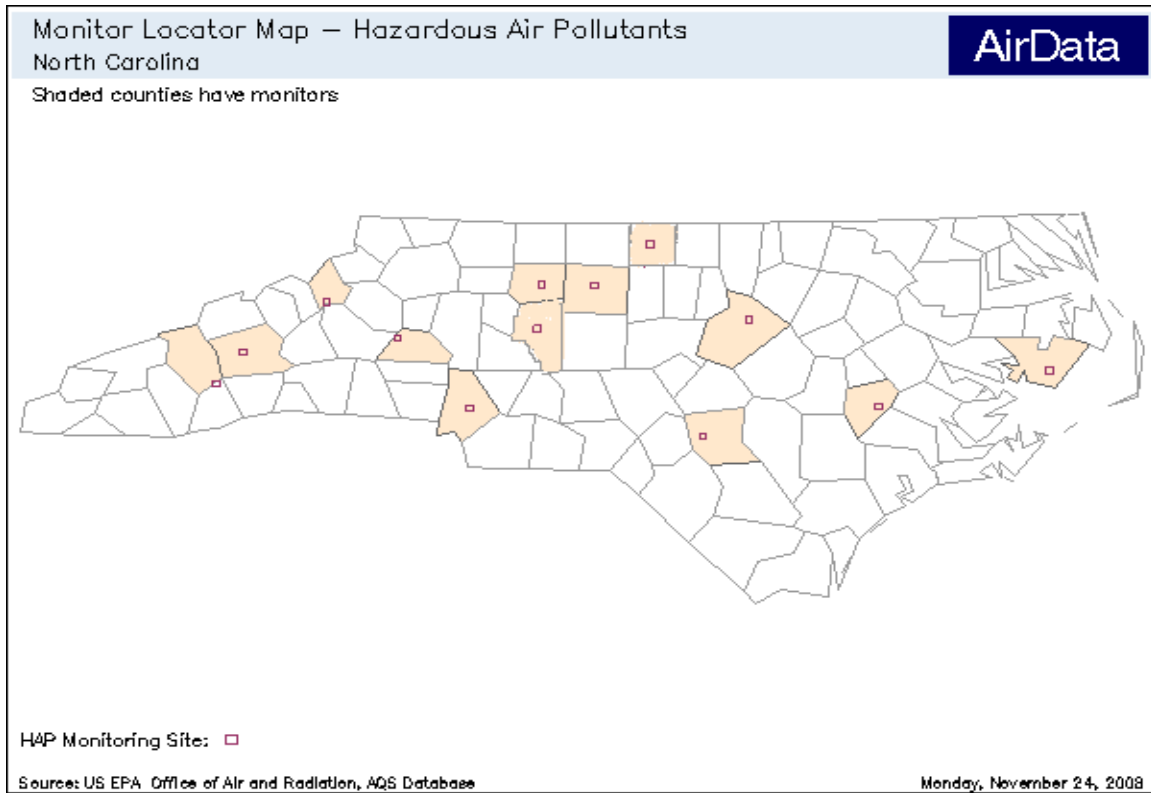 Monitor Locator Map – Hazardous Air Pollutants
North Carolina
AirData
Shaded counties have monitors
HAP Monitoring Site:
Source: US EPA Office of Air and Radiation, AQS Database
Monday, November 24, 2008